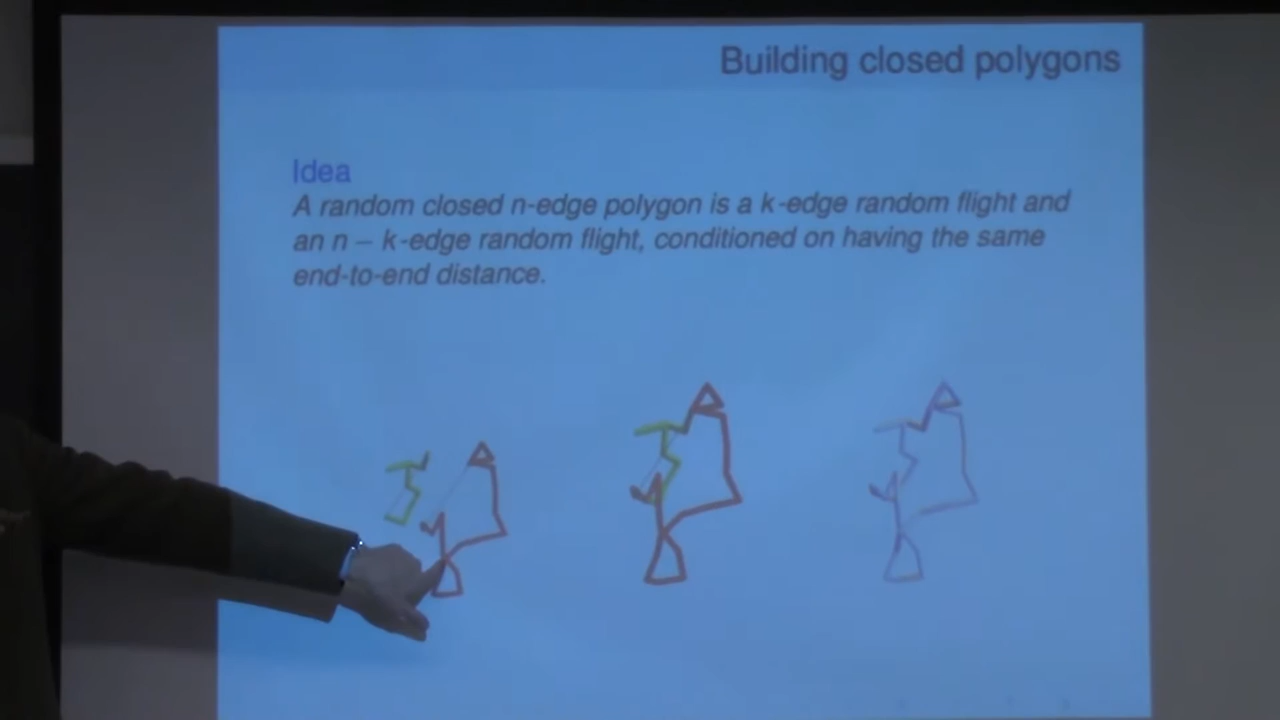 Building closed polygons
Idea
A random closed n-edge polygon is a k-edge random flight and
an n – k-edge random flight, conditioned on having the same
end-to-end distance.